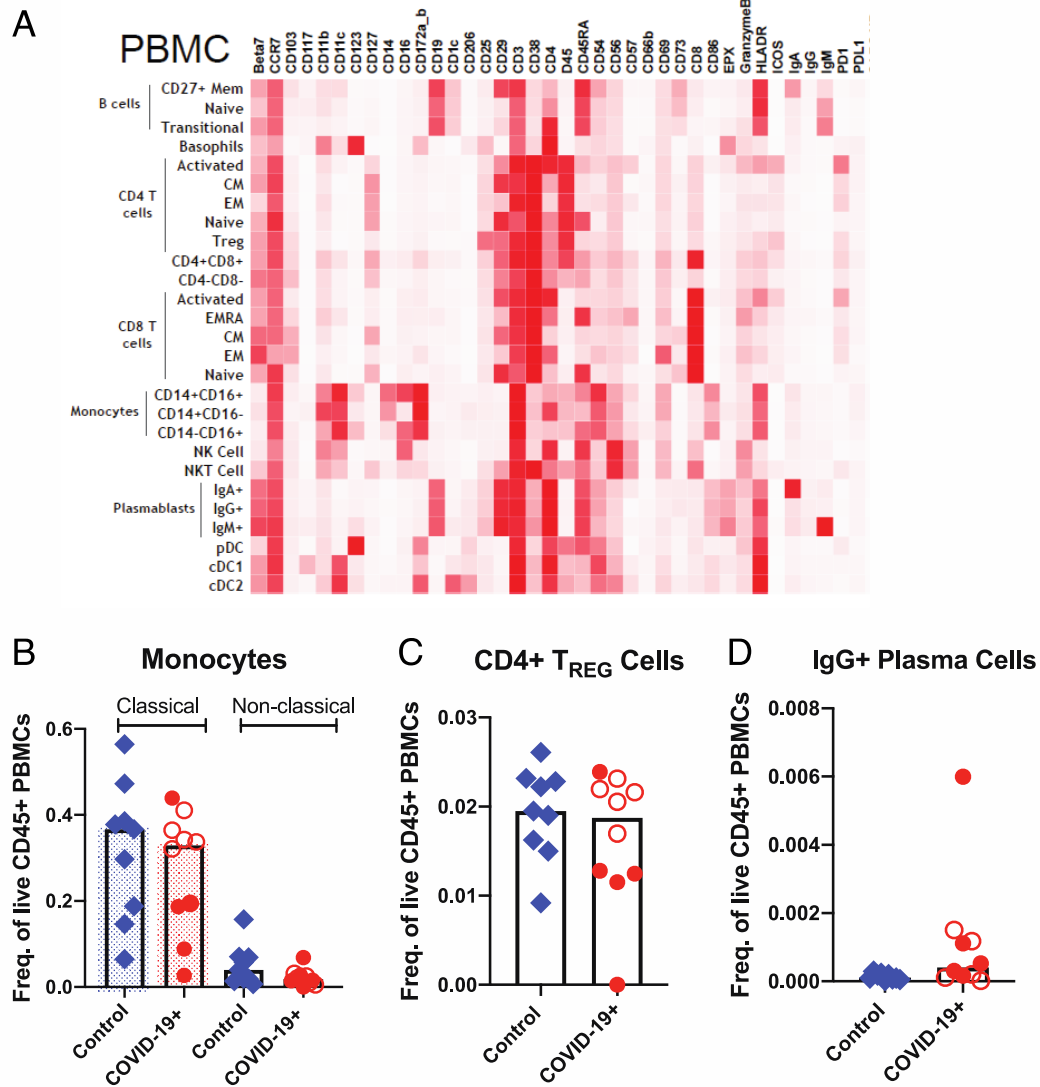 A
PBMC
Beta7
CCR7
CD103
CD117
CD11b
CD11c
CD123
CD127
CD14
CD16
CD172a_b
CD19
CD1c
CD206
CD25
CD29
CD3
CD38
CD4
D45
CD45RA
CD54
CD56
CD57
CD66b
CD69
CD73
CD8
CD86
EPX
GranzymeB
HLADR
ICOS
IgA
IgG
IgM
PD1
PDL1
B cells
CD27+ Mem
Naive
Transitional
Basophils
CD4 T
cells
Activated
CM
EM
Naive
Treg
CD4+CD8+
CD4-CD8-
CD8 T
cells
Activated
EMRA
CM
EM
Naive
Monocytes
CD14+CD16+
CD14+CD16-
CD14-CD16+
NK Cell
NKT Cell
Plasmablasts
IgA+
IgG+
IgM+
pDC
cDC1
cDC2
B
Monocytes
Classical
Non-classical
Freq. of live CD45+ PBMCs
0.6
0.4
0.2
0.0
Control
COVID-19+
Control
COVID-19+
C
CD4+ TREG Cells
Freq. of live CD45+ PBMCs
0.03
0.02
0.01
0.00
Control
COVID-19+
D
IgG+ Plasma Cells
Freq. of live CD45+ PBMCs
0.008
0.006
0.004
0.002
0.000
Control
COVID-19+